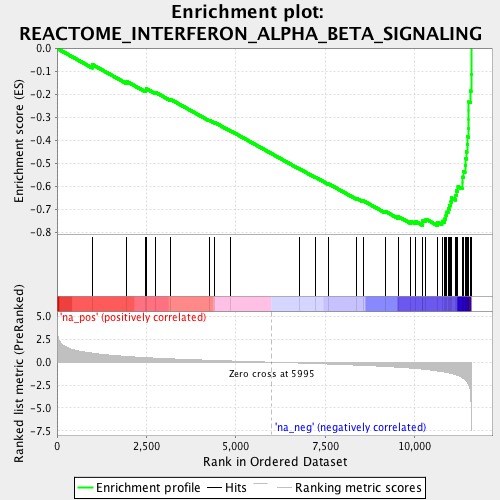 Enrichment plot:
REACTOME_INTERFERON_ALPHA_BETA_SIGNALING
Enrichment score (ES)
0.0
-0.1
-0.2
-0.3
-0.4
-0.5
-0.6
-0.7
-0.8
'na_pos' (positively correlated)
Ranked list metric (PreRanked)
5.0
2.5
0.0
-2.5
-5.0
-7.5
Zero cross at 5995
'na_neg' (negatively correlated)
0
2,500
5,000
7,500
10,000
Rank in Ordered Dataset
Enrichment profile
Hits
Ranking metric scores